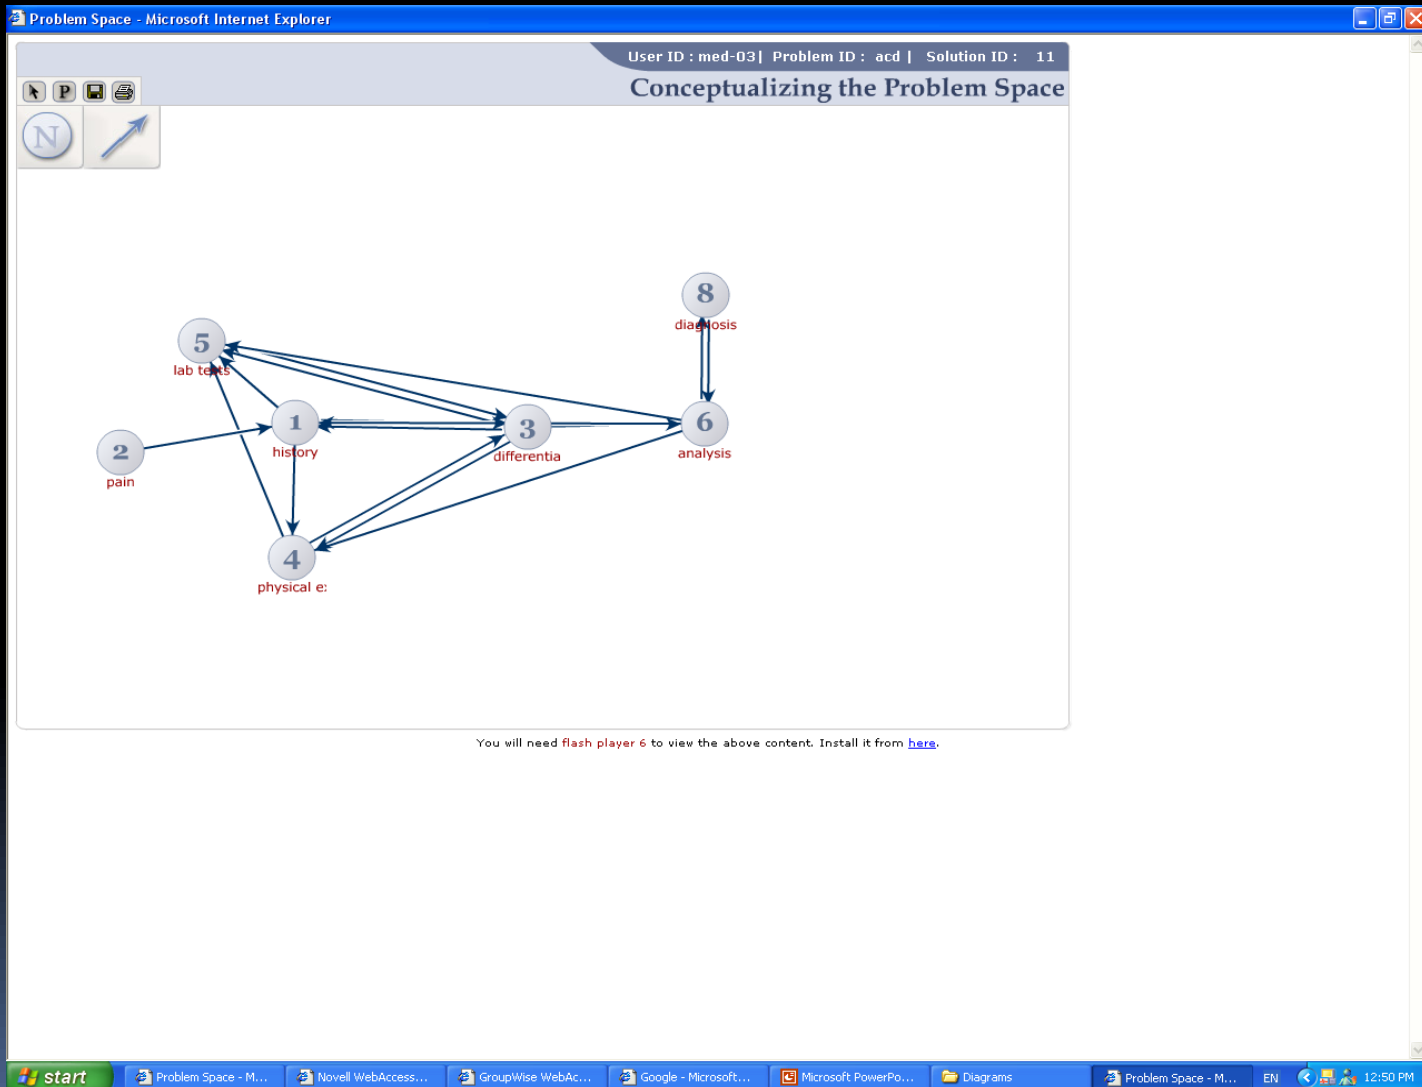 Problem Space - Microsoft Internet Explorer
User ID : med-03| Problem ID : acd | Solution ID : 11
Conceptualizing the Problem Space
P
N
8
diagnosis
5
lab tests
1
history
3
differentia
6
analysis
2
pain
4
physical e:
You will need flash player 6 to view the above content. Install it from here.
start
Problem Space - M...
Novell WebAccess...
GroupWise WebAc...
Google - Microsoft...
Microsoft PowerPo...
Diagrams
Problem Space - M...
EN
12:50 PM